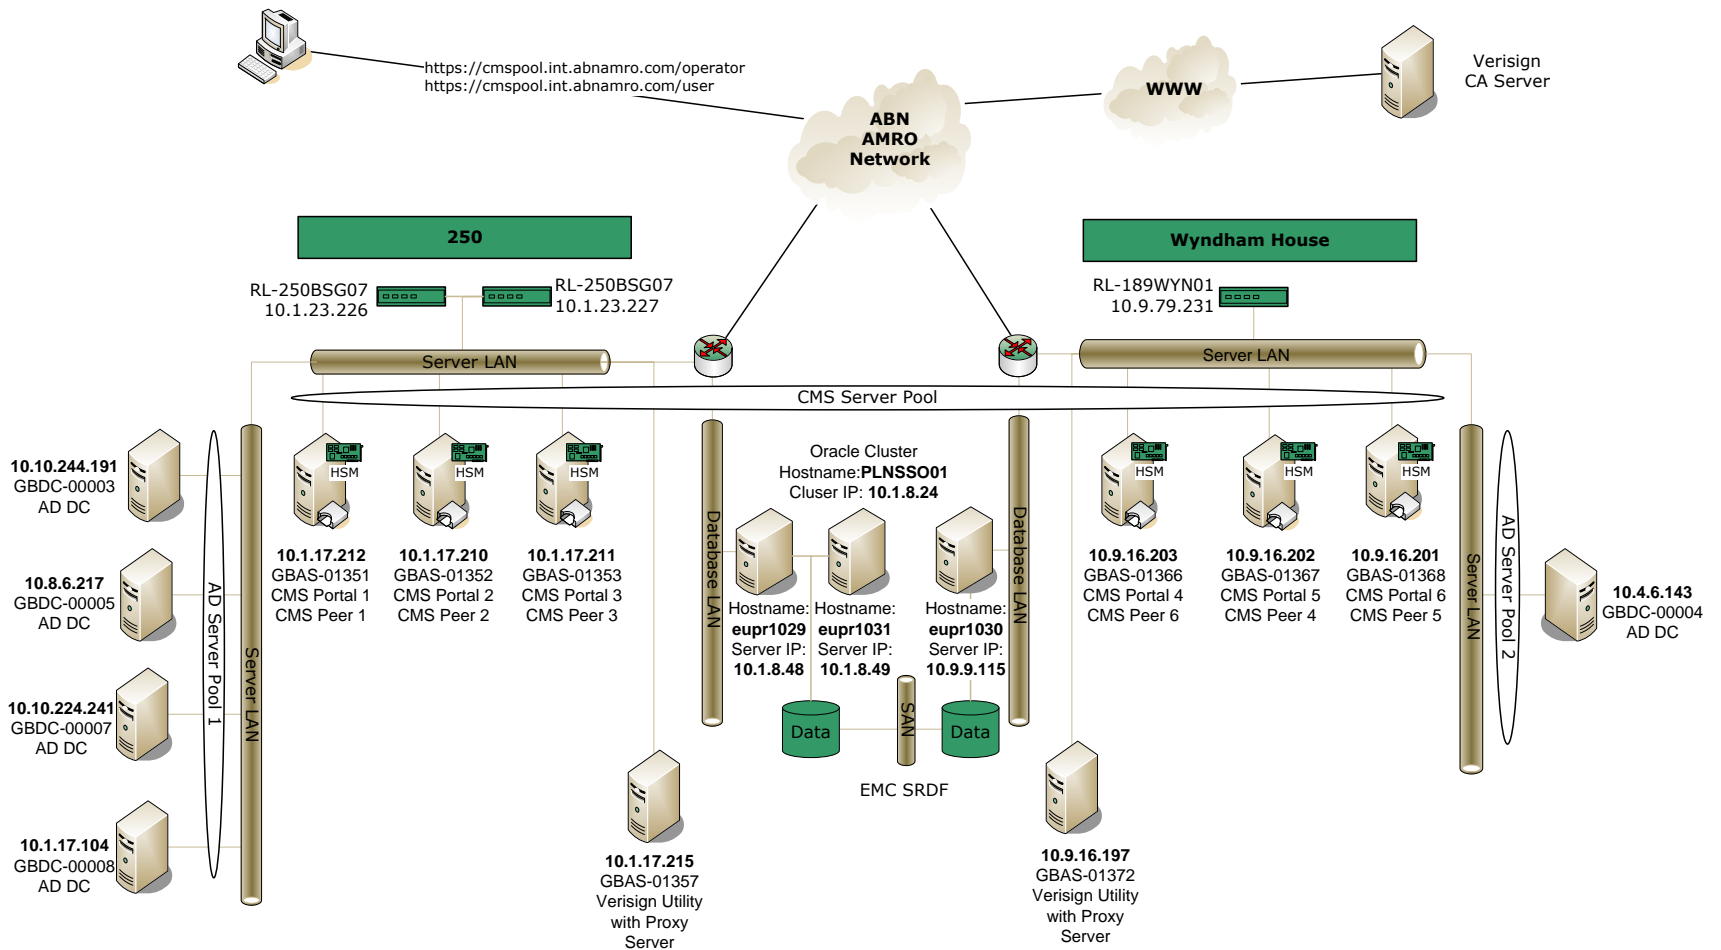 https://cmspool.int.abnamro.com/operator
https://cmspool.int.abnamro.com/user
ABN
AMRO
Network
WWW
Verisign
CA Server
250
Wyndham House
RL-250BSG07
10.1.23.226
RL-250BSG07
10.1.23.227
RL-189WYN01
10.9.79.231
Server LAN
Server LAN
CMS Server Pool
10.10.244.191
GBDC-00003
AD DC
10.8.6.217
GBDC-00005
AD DC
10.10.224.241
GBDC-00007
AD DC
10.1.17.104
GBDC-00008
AD DC
AD Server Pool 1
Server LAN
HSM
10.1.17.212
GBAS-01351
CMS Portal 1
CMS Peer 1
HSM
10.1.17.210
GBAS-01352
CMS Portal 2
CMS Peer 2
HSM
10.1.17.211
GBAS-01353
CMS Portal 3
CMS Peer 3
10.1.17.215
GBAS-01357
Verisign Utility
with Proxy
Server
Database LAN
Oracle Cluster
Hostname:PLNSSO01
Cluser IP: 10.1.8.24
Hostname:
eupr1029
Server IP:
10.1.8.48
Hostname:
eupr1031
Server IP:
10.1.8.49
Hostname:
eupr1030
Server IP:
10.9.9.115
Data
SAN
Data
EMC SRDF
Database LAN
10.9.16.197
GBAS-01372
Verisign Utility
with Proxy
Server
HSM
10.9.16.203
GBAS-01366
CMS Portal 4
CMS Peer 6
HSM
10.9.16.202
GBAS-01367
CMS Portal 5
CMS Peer 4
HSM
10.9.16.201
GBAS-01368
CMS Portal 6
CMS Peer 5
Server LAN
AD Server Pool 2
10.4.6.143
GBDC-00004
AD DC